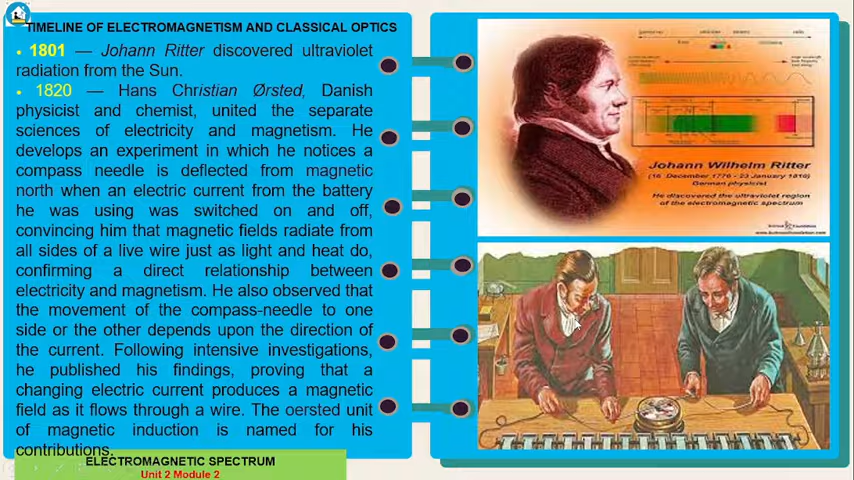 TIMELINE OF ELECTROMAGNETISM AND CLASSICAL OPTICS
• 1801 — Johann Ritter discovered ultraviolet
radiation from the Sun.
• 1820 — Hans Christian Ørsted, Danish
physicist and chemist, united the separate
sciences of electricity and magnetism. He
develops an experiment in which he notices a
compass needle is deflected from magnetic
north when an electric current from the battery
he was using was switched on and off,
convincing him that magnetic fields radiate from
all sides of a live wire just as light and heat do,
confirming a direct relationship between
electricity and magnetism. He also observed that
the movement of the compass-needle to one
side or the other depends upon the direction of
the current. Following intensive investigations,
he published his findings, proving that a
changing electric current produces a magnetic
field as it flows through a wire. The oersted unit
of magnetic induction is named for his
contributions.
ELECTROMAGNETIC SPECTRUM
Unit 2 Module 2
Johann Wilhelm Ritter
(16 December 1776 - 23 January 1810)
German physicist
He discovered the ultraviolet region
of the electromagnetic spectrum